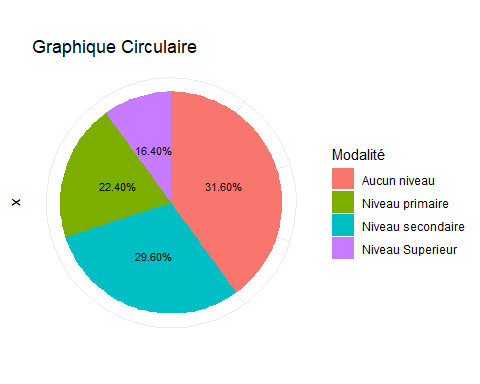 Graphique Circulaire
16.40%
22.40%
31.60%
29.60%
x
Modalité
Aucun niveau
Niveau primaire
Niveau secondaire
Niveau Superieur